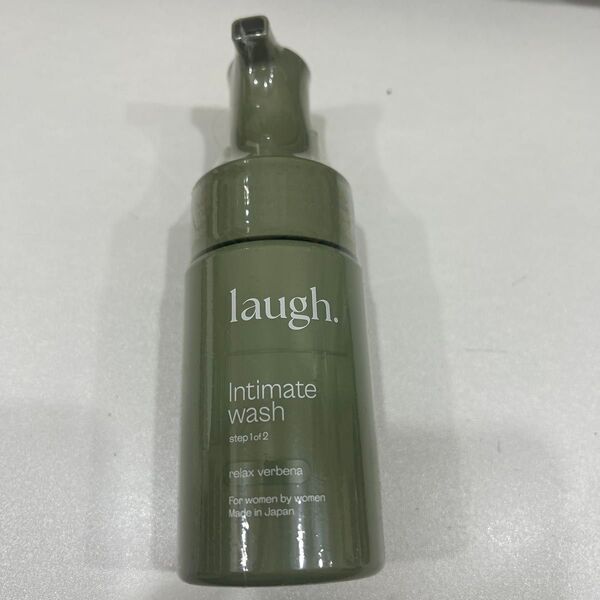 laugh.
Intimate
wash
step 1 of 2
relax verbena
For women by women
Made in Japan